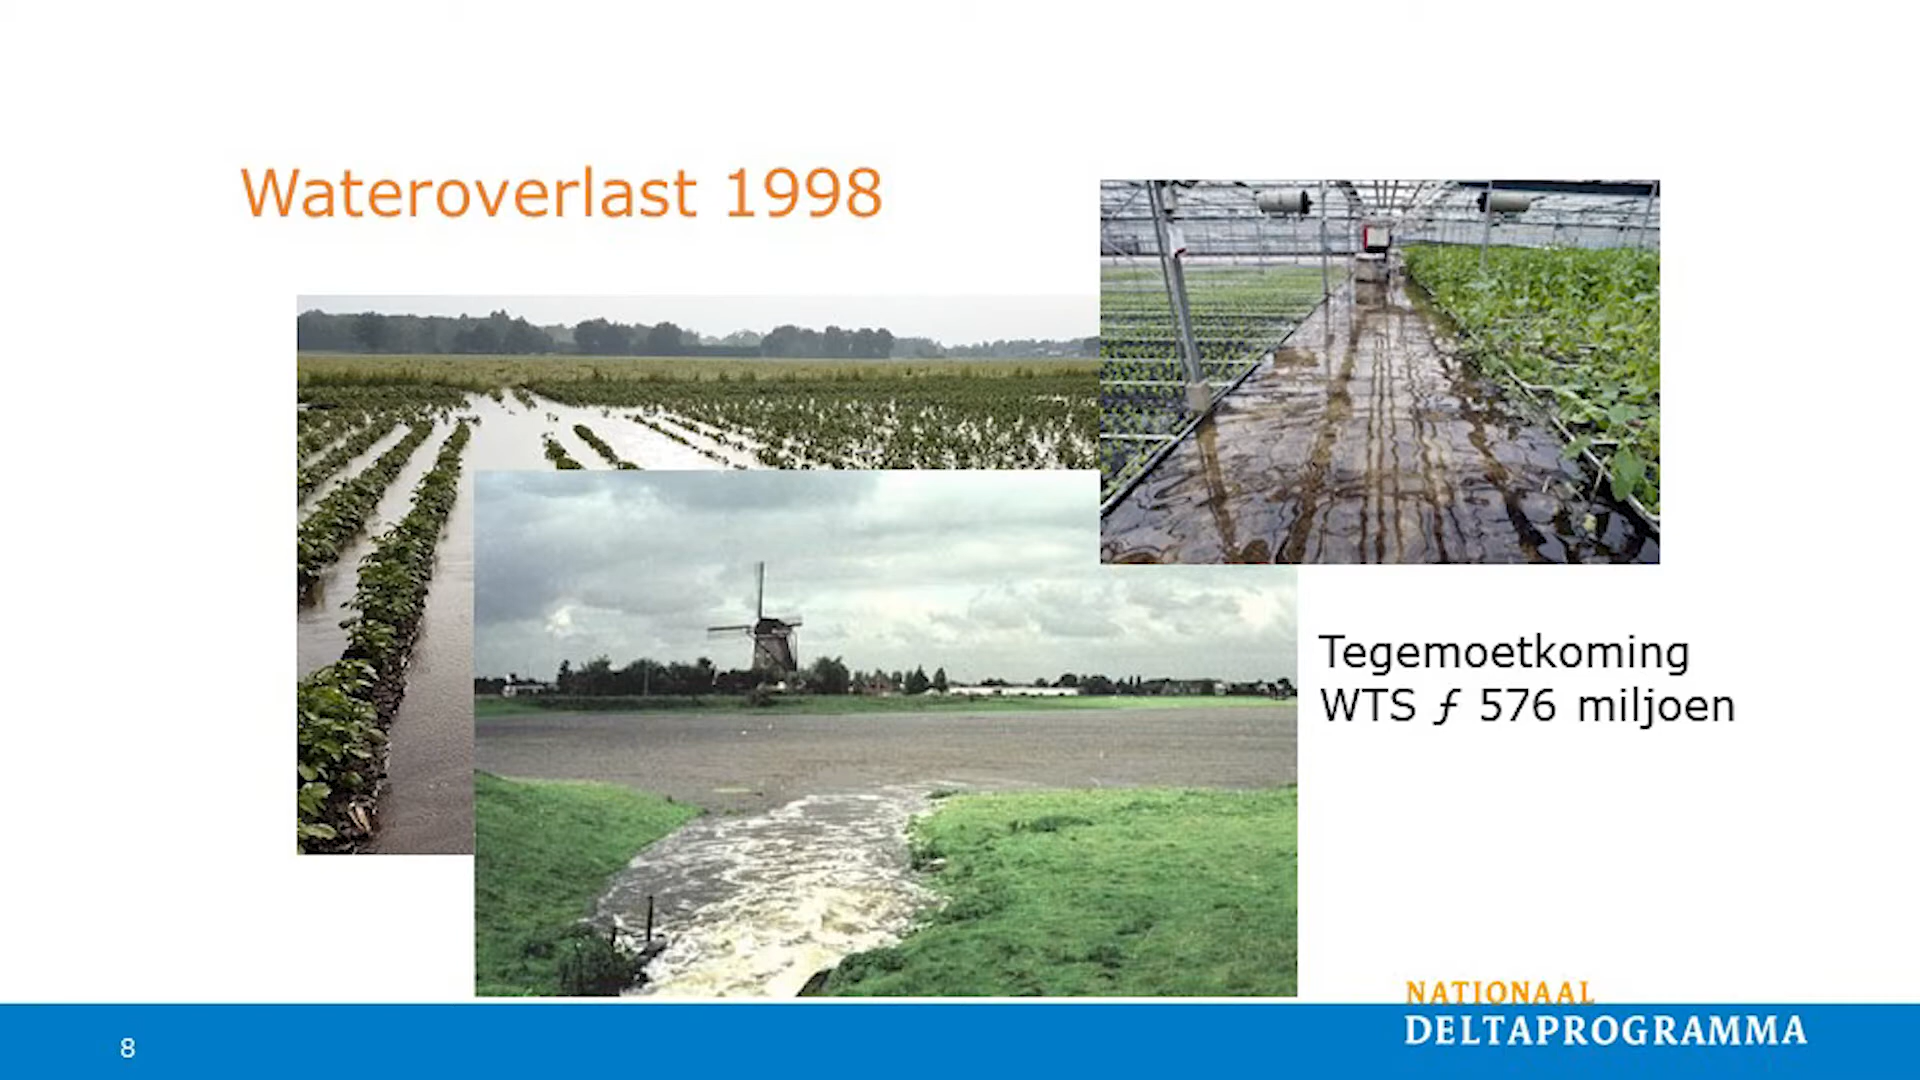 Wateroverlast 1998
Tegemoetkoming
WTS ƒ 576 miljoen
NATIONAAL
DELTAPROGRAMMA
8